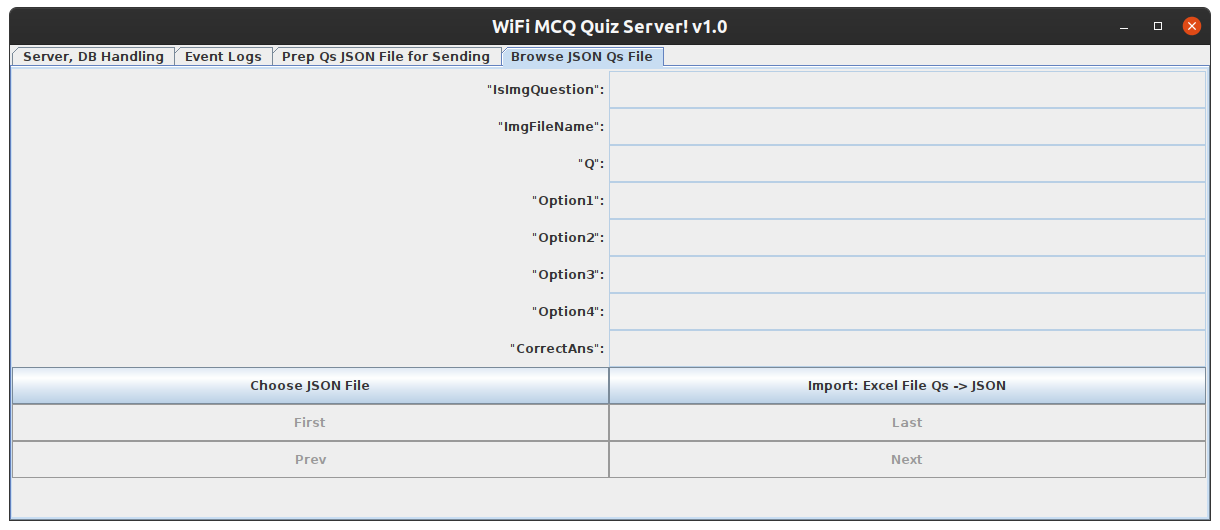 WiFi MCQ Quiz Server! v1.0
Server, DB Handling Event Logs Prep Qs JSON File for Sending Browse JSON Qs File
"IsImgQuestion":
"ImgFileName":
"Q":
"Option1":
"Option2":
"Option3":
"Option4":
"CorrectAns":
Choose JSON File Import: Excel File Qs -> JSON
First Last
Prev Next